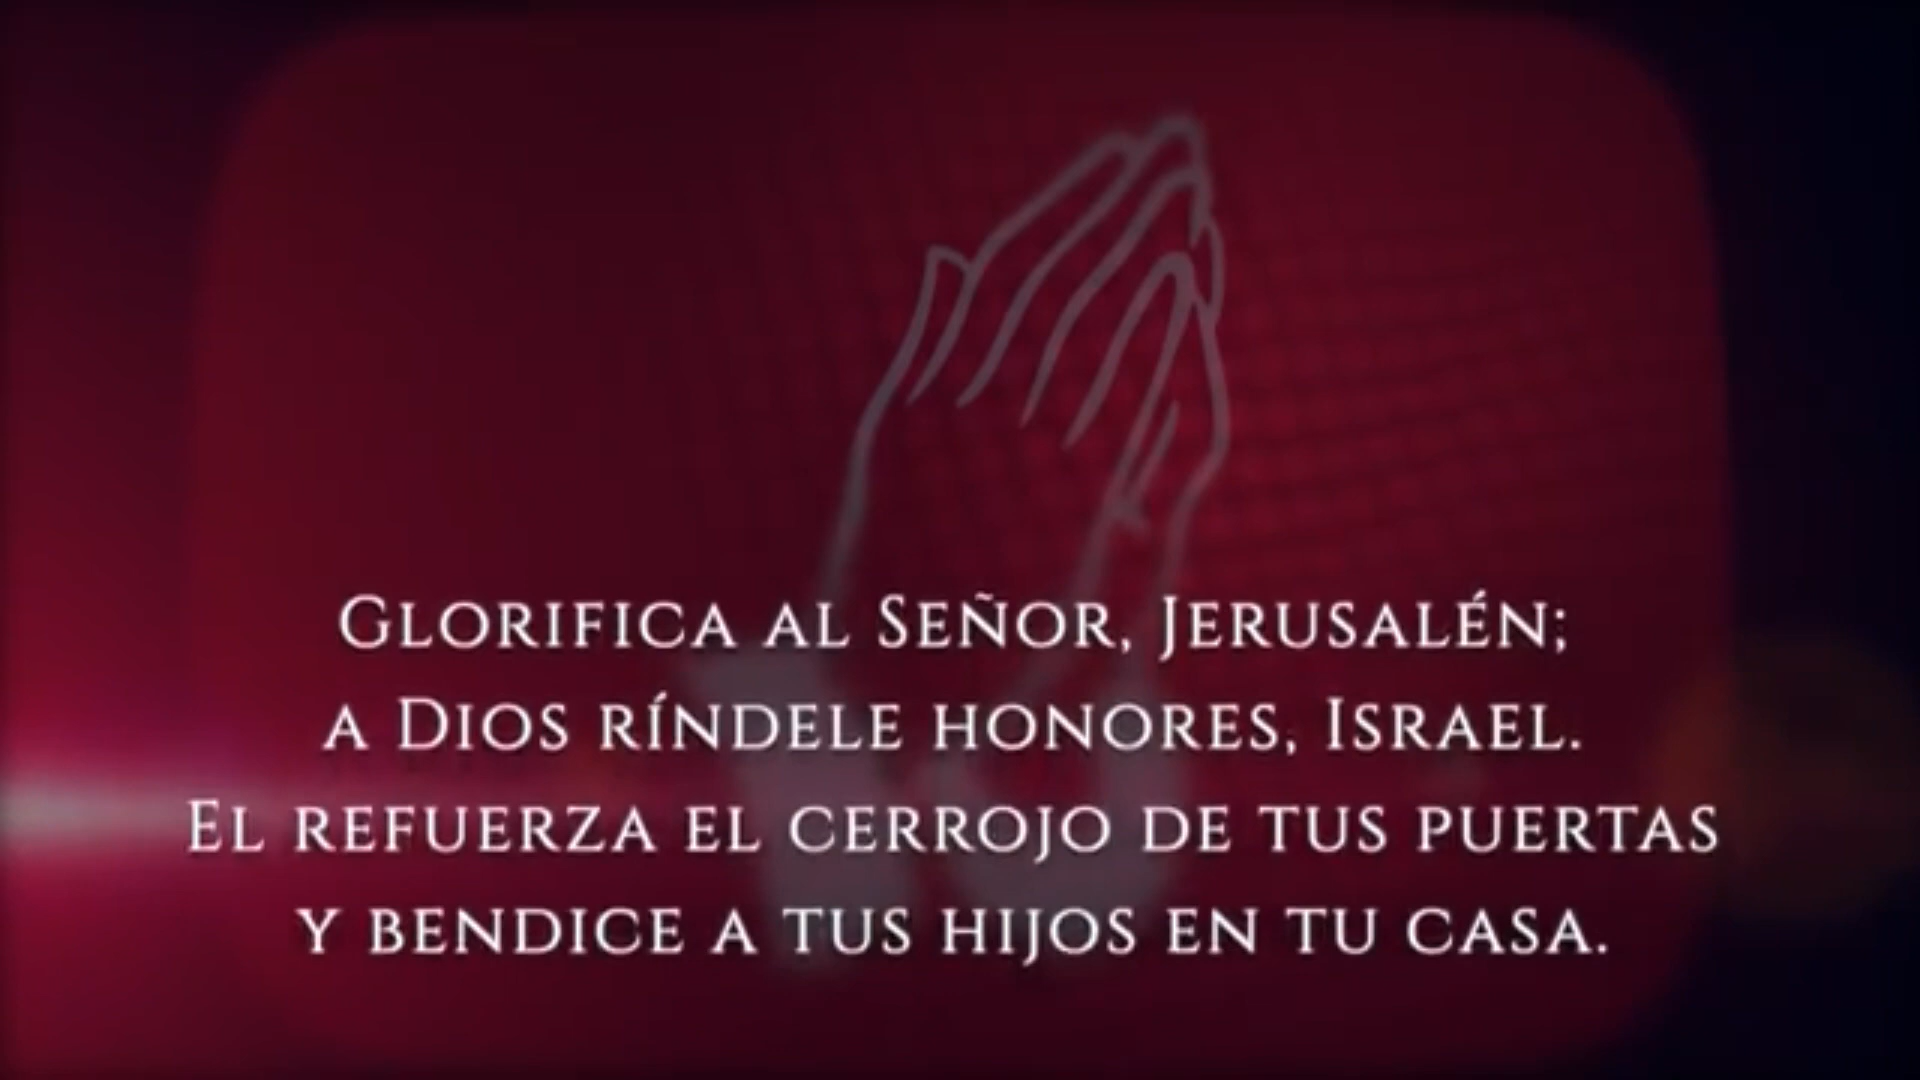 Glorifica al Señor, Jerusalén;
a Dios ríndele honores, Israel.
El refuerza el cerrojo de tus puertas
y bendice a tus hijos en tu casa.